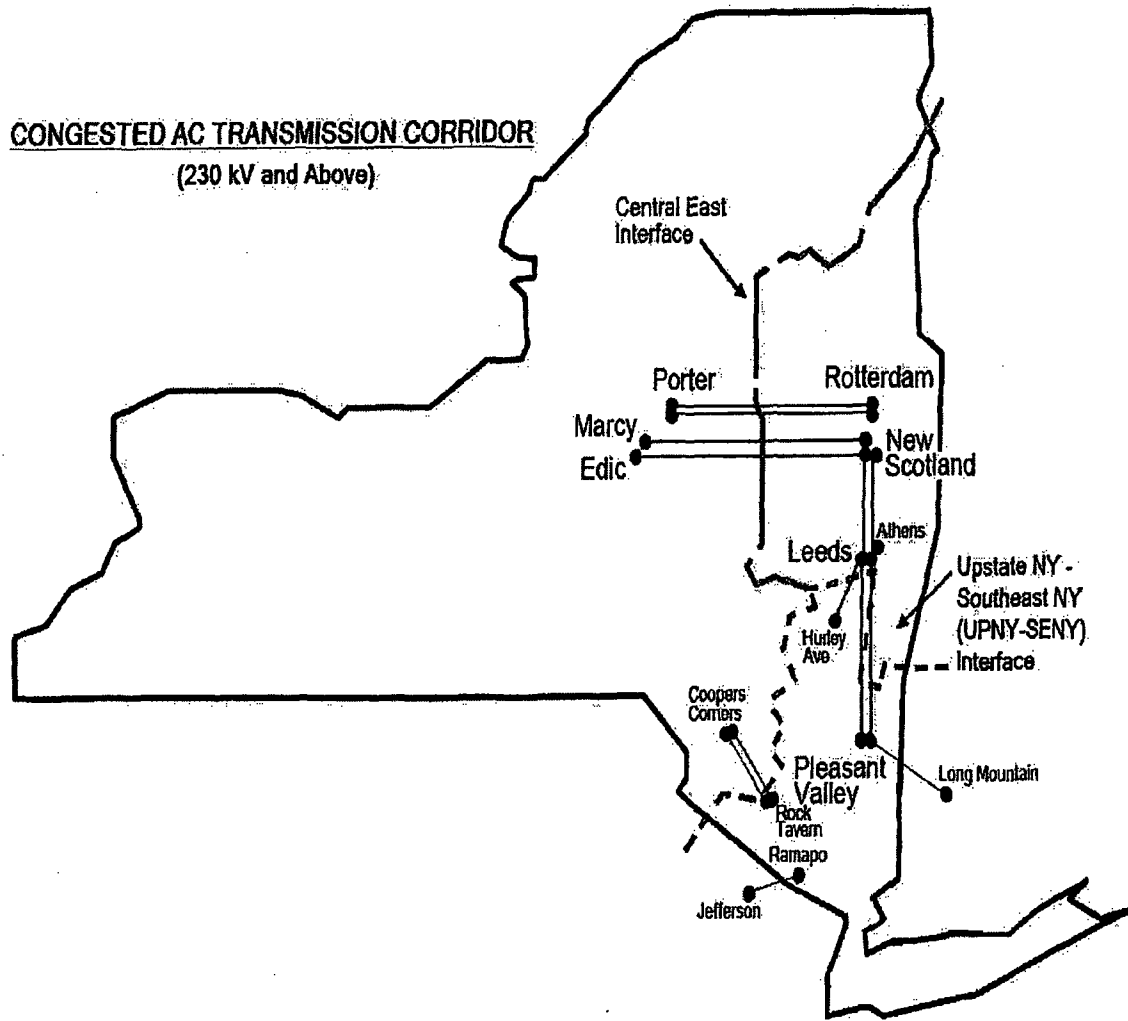 CONGESTED AC TRANSMISSION CORRIDOR
(230 kV and Above)
Central East
Interface
Porter
Rotterdam
Marcy
Edic
New
Scotland
Leeds
Athens
Upstate NY -
Southeast NY
(UPNY-SENY)
Interface
Hurley
Ave
Coopers
Corners
Pleasant
Valley
Long Mountain
Rock
Tavern
Ramapo
Jefferson